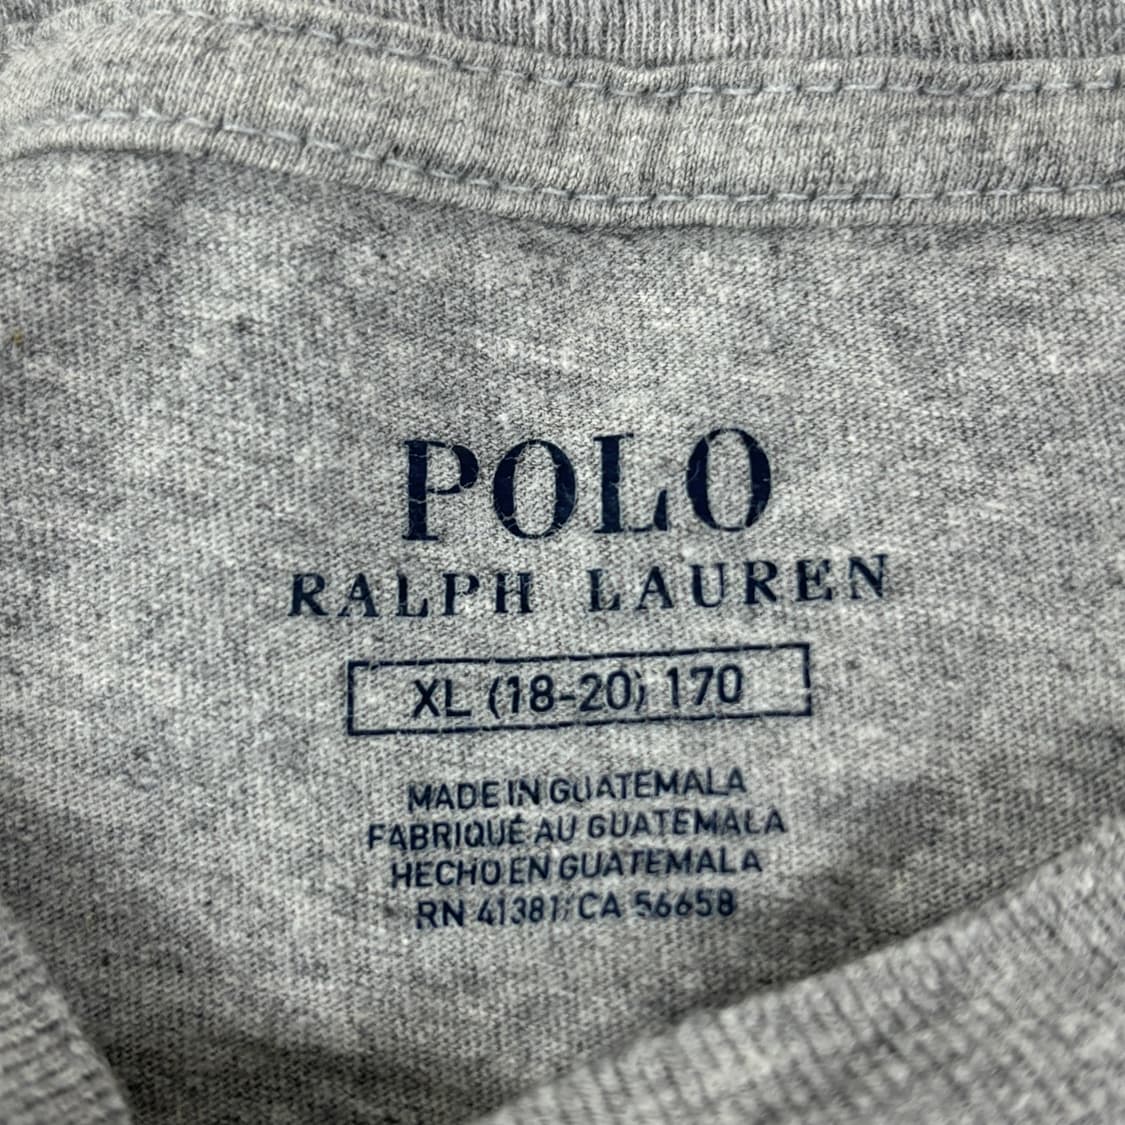 POLO
RALPH LAUREN
XL (18-20) 170
MADE IN GUATEMALA
FABRIQUÉ AU GUATEMALA
HECHO EN GUATEMALA
RN 41381/CA 56658